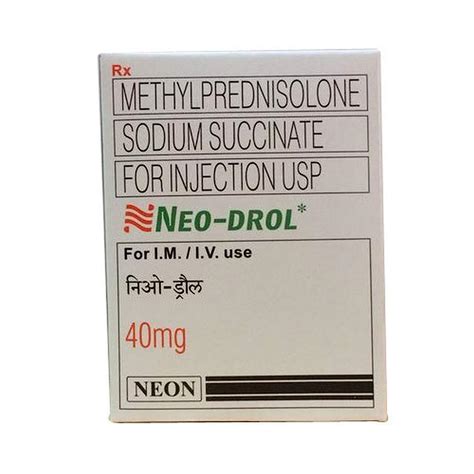 Rx
METHYLPREDNISOLONE
SODIUM SUCCINATE
FOR INJECTION USP
NEO-DROL*
For I.M. / I.V. use
निओ-ड्रौल
40mg
NEON